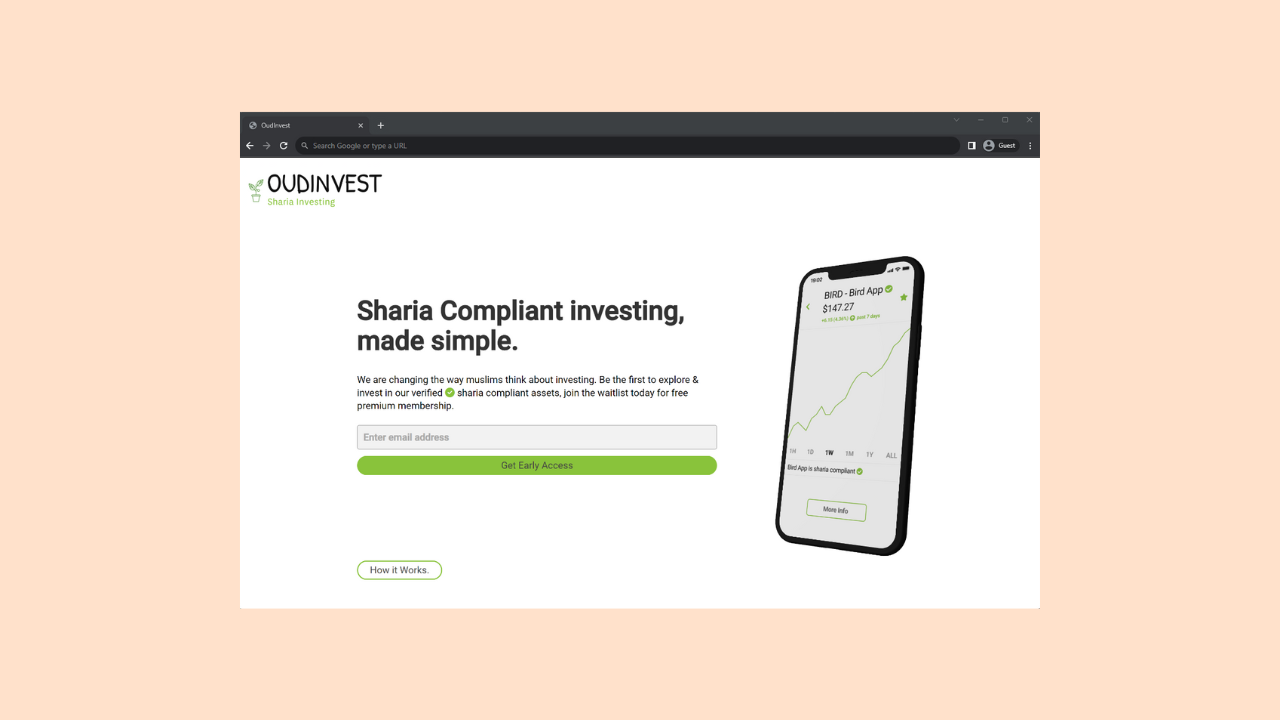 OudInvest
Search Google or type a URL
Guest
OUDINVEST
Sharia Investing
Sharia Compliant investing,
made simple.
We are changing the way muslims think about investing. Be the first to explore &
invest in our verified sharia compliant assets, join the waitlist today for free
premium membership.
Enter email address
Get Early Access
How it Works.
BIRD - Bird App
$147.27
past 7 days
1H 1D 1W 1M 1Y ALL
Bird App is sharia compliant
More Info